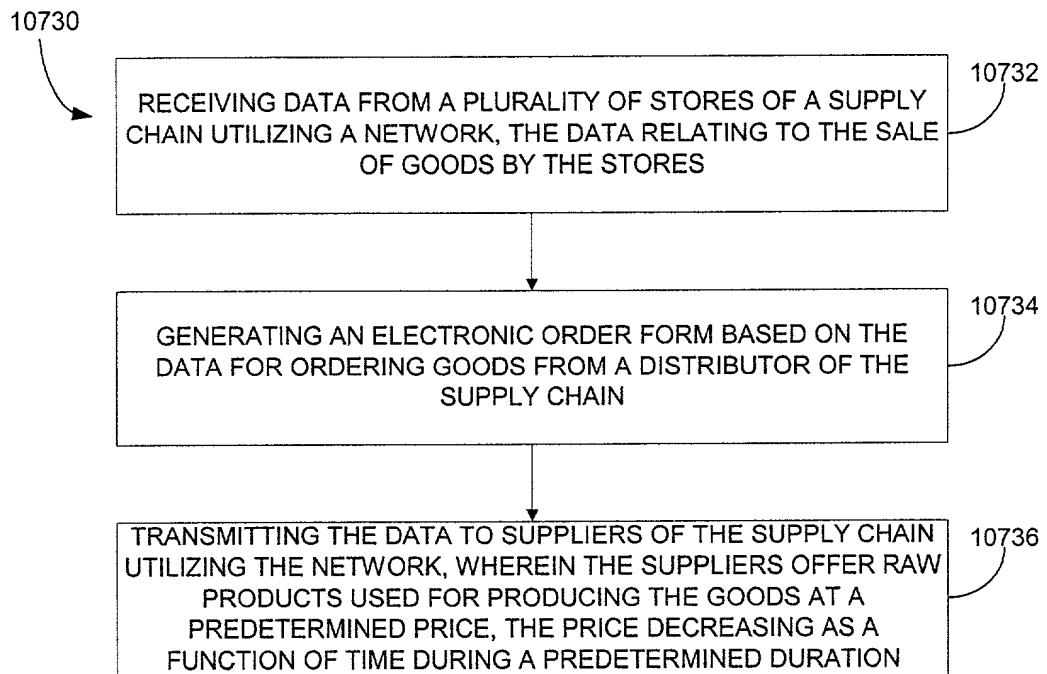 10730
10732
RECEIVING DATA FROM A PLURALITY OF STORES OF A SUPPLY
CHAIN UTILIZING A NETWORK, THE DATA RELATING TO THE SALE
OF GOODS BY THE STORES
10734
GENERATING AN ELECTRONIC ORDER FORM BASED ON THE
DATA FOR ORDERING GOODS FROM A DISTRIBUTOR OF THE
SUPPLY CHAIN
10736
TRANSMITTING THE DATA TO SUPPLIERS OF THE SUPPLY CHAIN
UTILIZING THE NETWORK, WHEREIN THE SUPPLIERS OFFER RAW
PRODUCTS USED FOR PRODUCING THE GOODS AT A
PREDETERMINED PRICE, THE PRICE DECREASING AS A
FUNCTION OF TIME DURING A PREDETERMINED DURATION